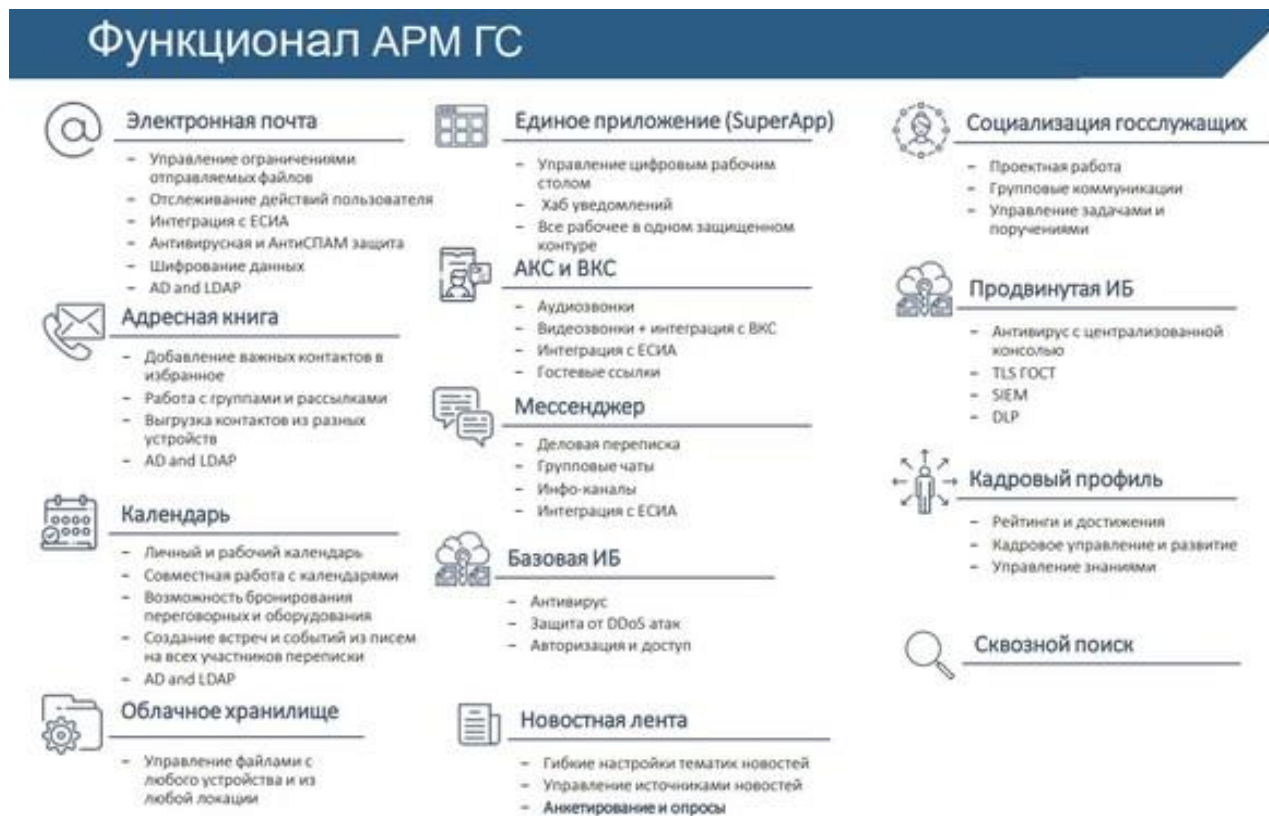 Функционал АРМ ГС
Электронная почта
– Управление ограничениями
отправляемых файлов
– Отслеживание действий пользователя
– Интеграция с ЕСИА
– Антивирусная и АнтиСПАМ защита
– Шифрование данных
– AD and LDAP
Адресная книга
– Добавление важных контактов в
избранное
– Работа с группами и рассылками
– Выгрузка контактов из разных
устройств
– AD and LDAP
Календарь
– Личный и рабочий календарь
– Совместная работа с календарями
– Возможность бронирования
переговорных и оборудования
– Создание встреч и событий из писем
на всех участников переписки
– AD and LDAP
Облачное хранилище
– Управление файлами с
любого устройства и из
любой локации
Единое приложение (SuperApp)
– Управление цифровым рабочим
столом
– Хаб уведомлений
– Все рабочее в одном защищенном
контуре
АКС и ВКС
– Аудиозвонки
– Видеозвонки + интеграция с ВКС
– Интеграция с ЕСИА
– Гостевые ссылки
Мессенджер
– Деловая переписка
– Групповые чаты
– Инфо-каналы
– Интеграция с ЕСИА
Базовая ИБ
– Антивирус
– Защита от DDoS атак
– Авторизация и доступ
Новостная лента
– Гибкие настройки тематик новостей
– Управление источниками новостей
– Анкетирование и опросы
Социализация госслужащих
– Проектная работа
– Групповые коммуникации
– Управление задачами и
поручениями
Продвинутая ИБ
– Антивирус с централизованной
консолью
– TLS ГОСТ
– SIEM
– DLP
Кадровый профиль
– Рейтинги и достижения
– Кадровое управление и развитие
– Управление знаниями
Сквозной поиск